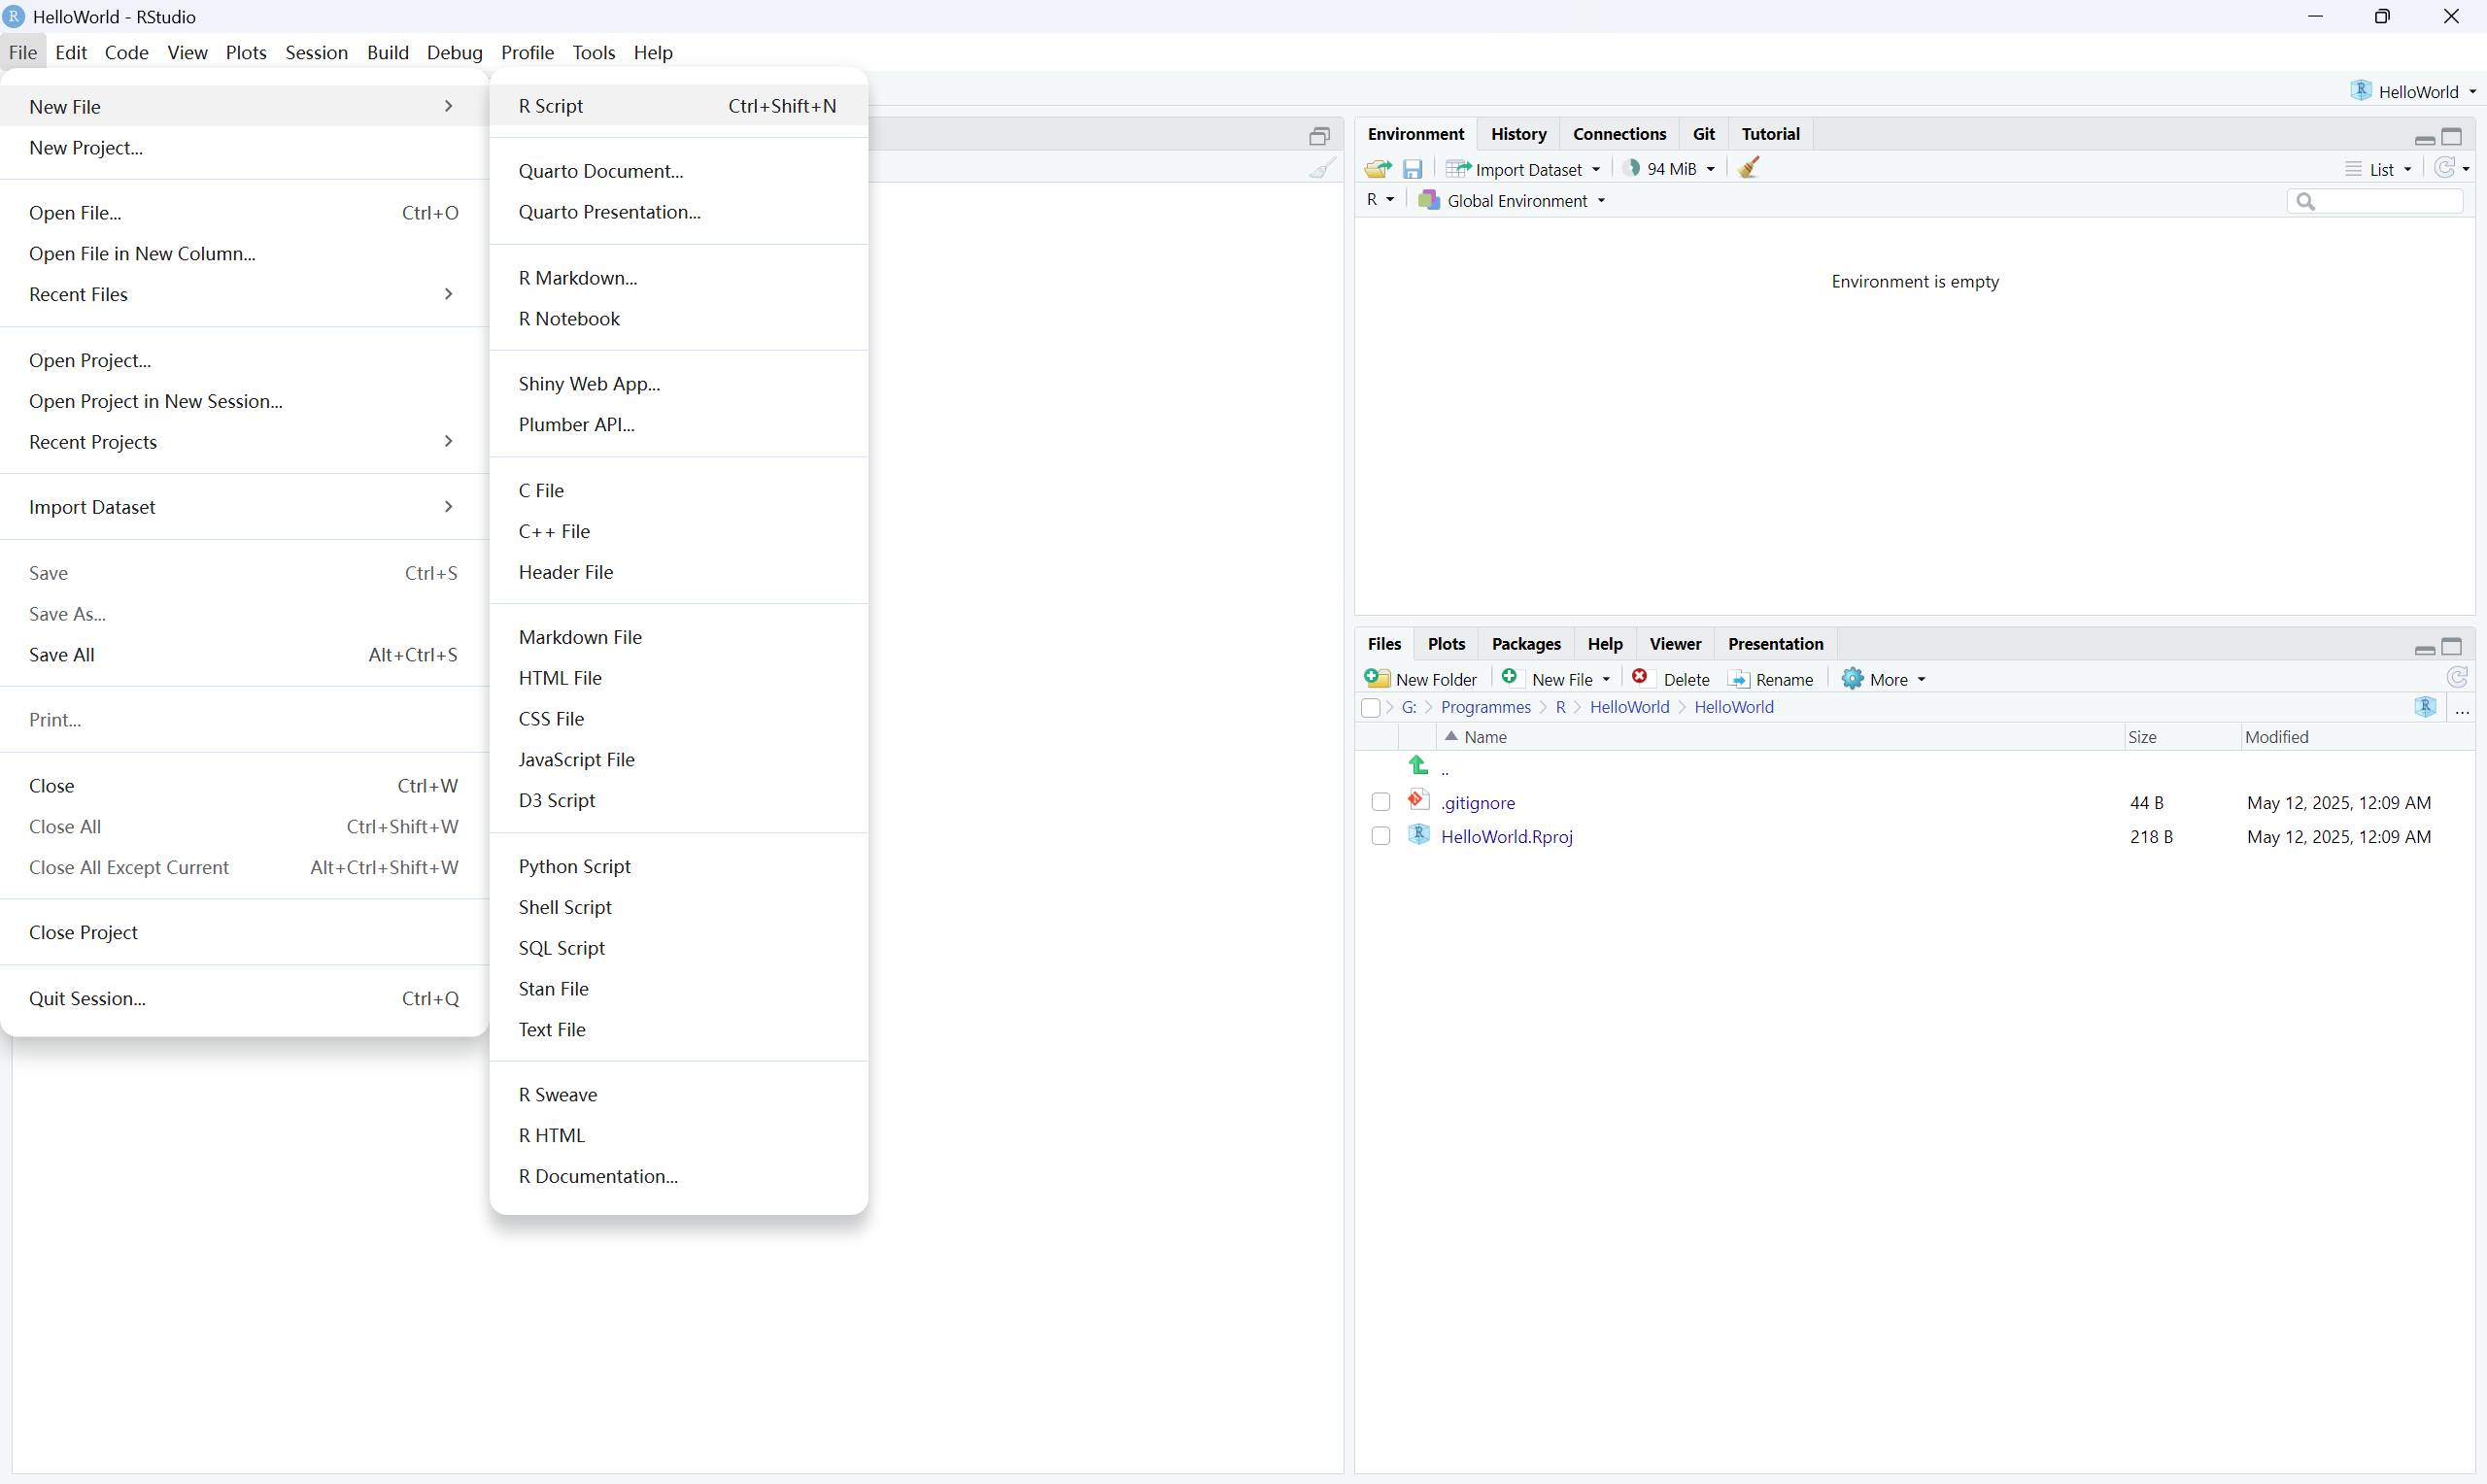 R HelloWorld - RStudio
File Edit Code View Plots Session Build Debug Profile Tools Help
New File
New Project...
Open File... Ctrl+O
Open File in New Column...
Recent Files
Open Project...
Open Project in New Session...
Recent Projects
Import Dataset
Save Ctrl+S
Save As...
Save All Alt+Ctrl+S
Print...
Close Ctrl+W
Close All Ctrl+Shift+W
Close All Except Current Alt+Ctrl+Shift+W
Close Project
Quit Session... Ctrl+Q
R Script Ctrl+Shift+N
Quarto Document...
Quarto Presentation...
R Markdown...
R Notebook
Shiny Web App...
Plumber API...
C File
C++ File
Header File
Markdown File
HTML File
CSS File
JavaScript File
D3 Script
Python Script
Shell Script
SQL Script
Stan File
Text File
R Sweave
R HTML
R Documentation...
R HelloWorld
Environment History Connections Git Tutorial
Import Dataset 94 MiB List
R Global Environment
Environment is empty
Files Plots Packages Help Viewer Presentation
New Folder New File Delete Rename More
G: Programmes R HelloWorld HelloWorld R ...
Name Size Modified
..
.gitignore 44 B May 12, 2025, 12:09 AM
R HelloWorld.Rproj 218 B May 12, 2025, 12:09 AM